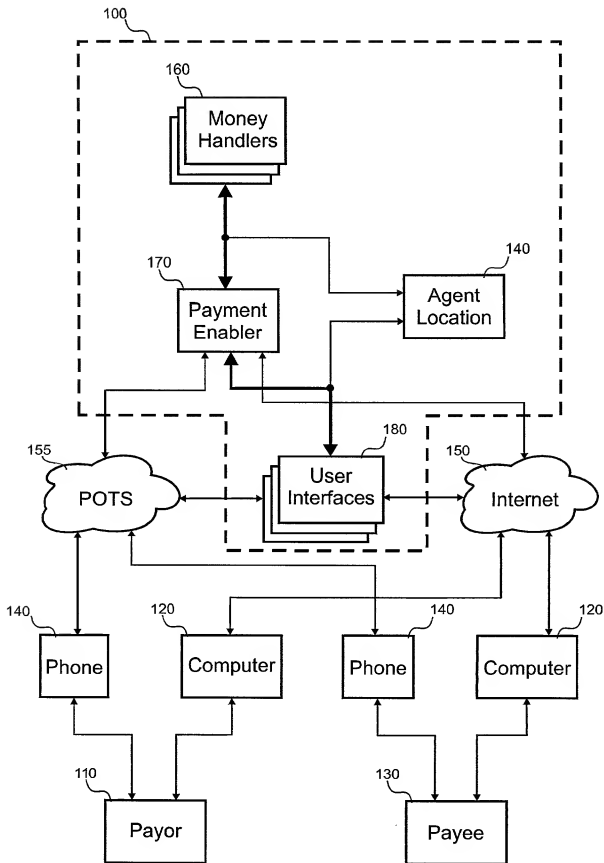 100
160
Money
Handlers
170
140
Payment
Enabler
Agent
Location
155
180
150
POTS
User
Interfaces
Internet
140
120
140
120
Phone
Computer
Phone
Computer
110
130
Payor
Payee